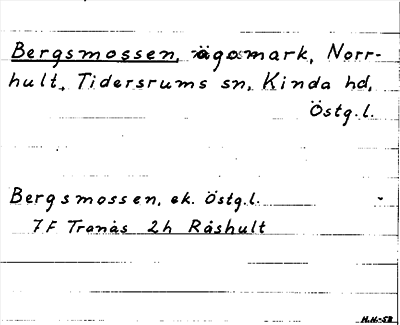 Bergsmossen, ägomark, Norr-
hult, Tidersrums sn, Kinda hd,
Östg.l.
Bergsmossen, ek. Östg.l. -
7F Tranås 2h Råshult
H.H.-58